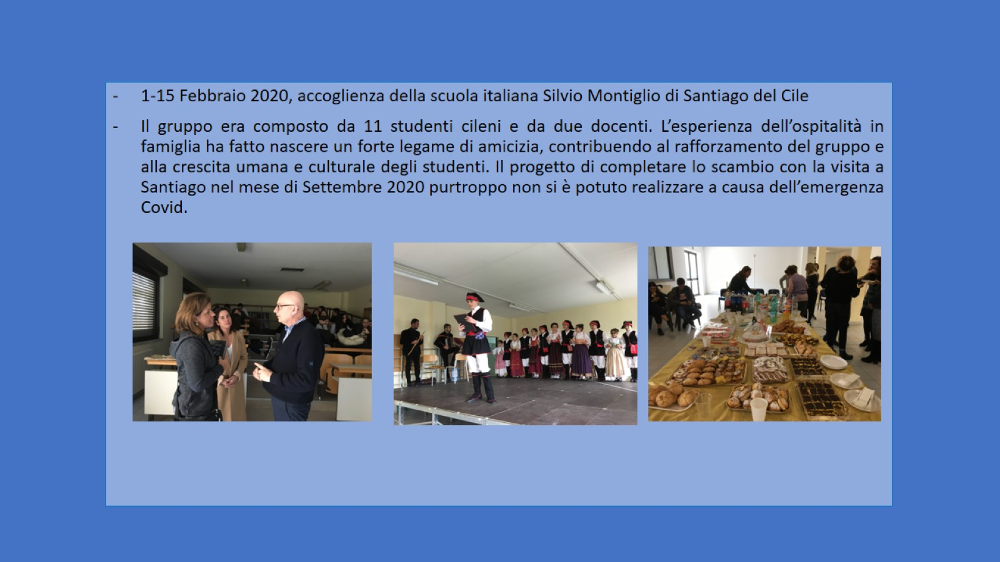 - 1-15 Febbraio 2020, accoglienza della scuola italiana Silvio Montiglio di Santiago del Cile
- Il gruppo era composto da 11 studenti cileni e da due docenti. L’esperienza dell’ospitalità in
famiglia ha fatto nascere un forte legame di amicizia, contribuendo al rafforzamento del gruppo e
alla crescita umana e culturale degli studenti. Il progetto di completare lo scambio con la visita a
Santiago nel mese di Settembre 2020 purtroppo non si è potuto realizzare a causa dell’emergenza
Covid.